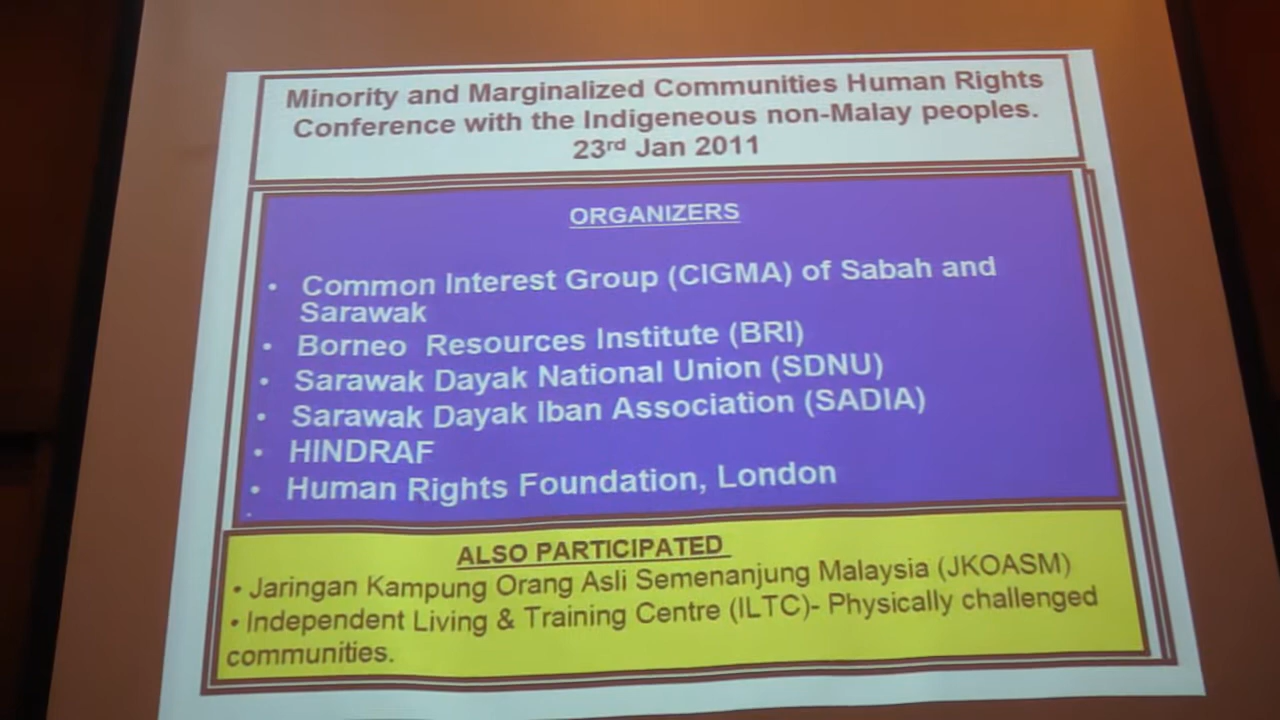 Minority and Marginalized Communities Human Rights
Conference with the Indigeneous non-Malay peoples.
23rd Jan 2011
ORGANIZERS
• Common Interest Group (CIGMA) of Sabah and
Sarawak
• Borneo Resources Institute (BRI)
• Sarawak Dayak National Union (SDNU)
• Sarawak Dayak Iban Association (SADIA)
• HINDRAF
• Human Rights Foundation, London
ALSO PARTICIPATED
• Jaringan Kampung Orang Asli Semenanjung Malaysia (JKOASM)
• Independent Living & Training Centre (ILTC)- Physically challenged
communities.